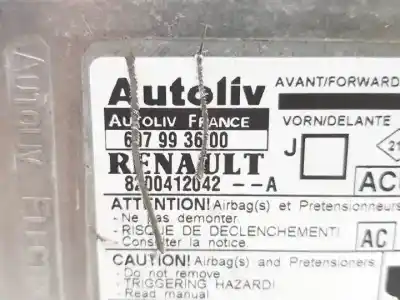 Autoliv
AVANT/FORWARD
AUTOLIV FRANCE
607 99 36 00
VORN/DELANTE
RENAULT
J
21
8200412042 --A
ATTENTION! Airbag(s) et Pretensionneurs
- Ne pas demonter.
- RISQUE DE DECLENCHEMENT!
- Consulter la notice.
AC
CAUTION! Airbag(s) and Pretensioners
- Do not remove
- TRIGGERING HAZARD!
- Read manual